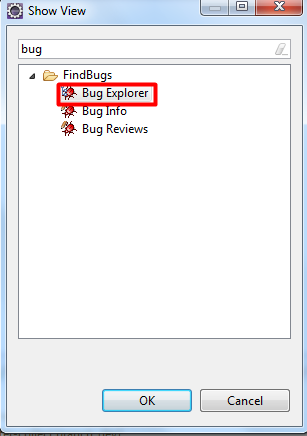 Show View
bug
FindBugs
Bug Explorer
Bug Info
Bug Reviews
OK
Cancel